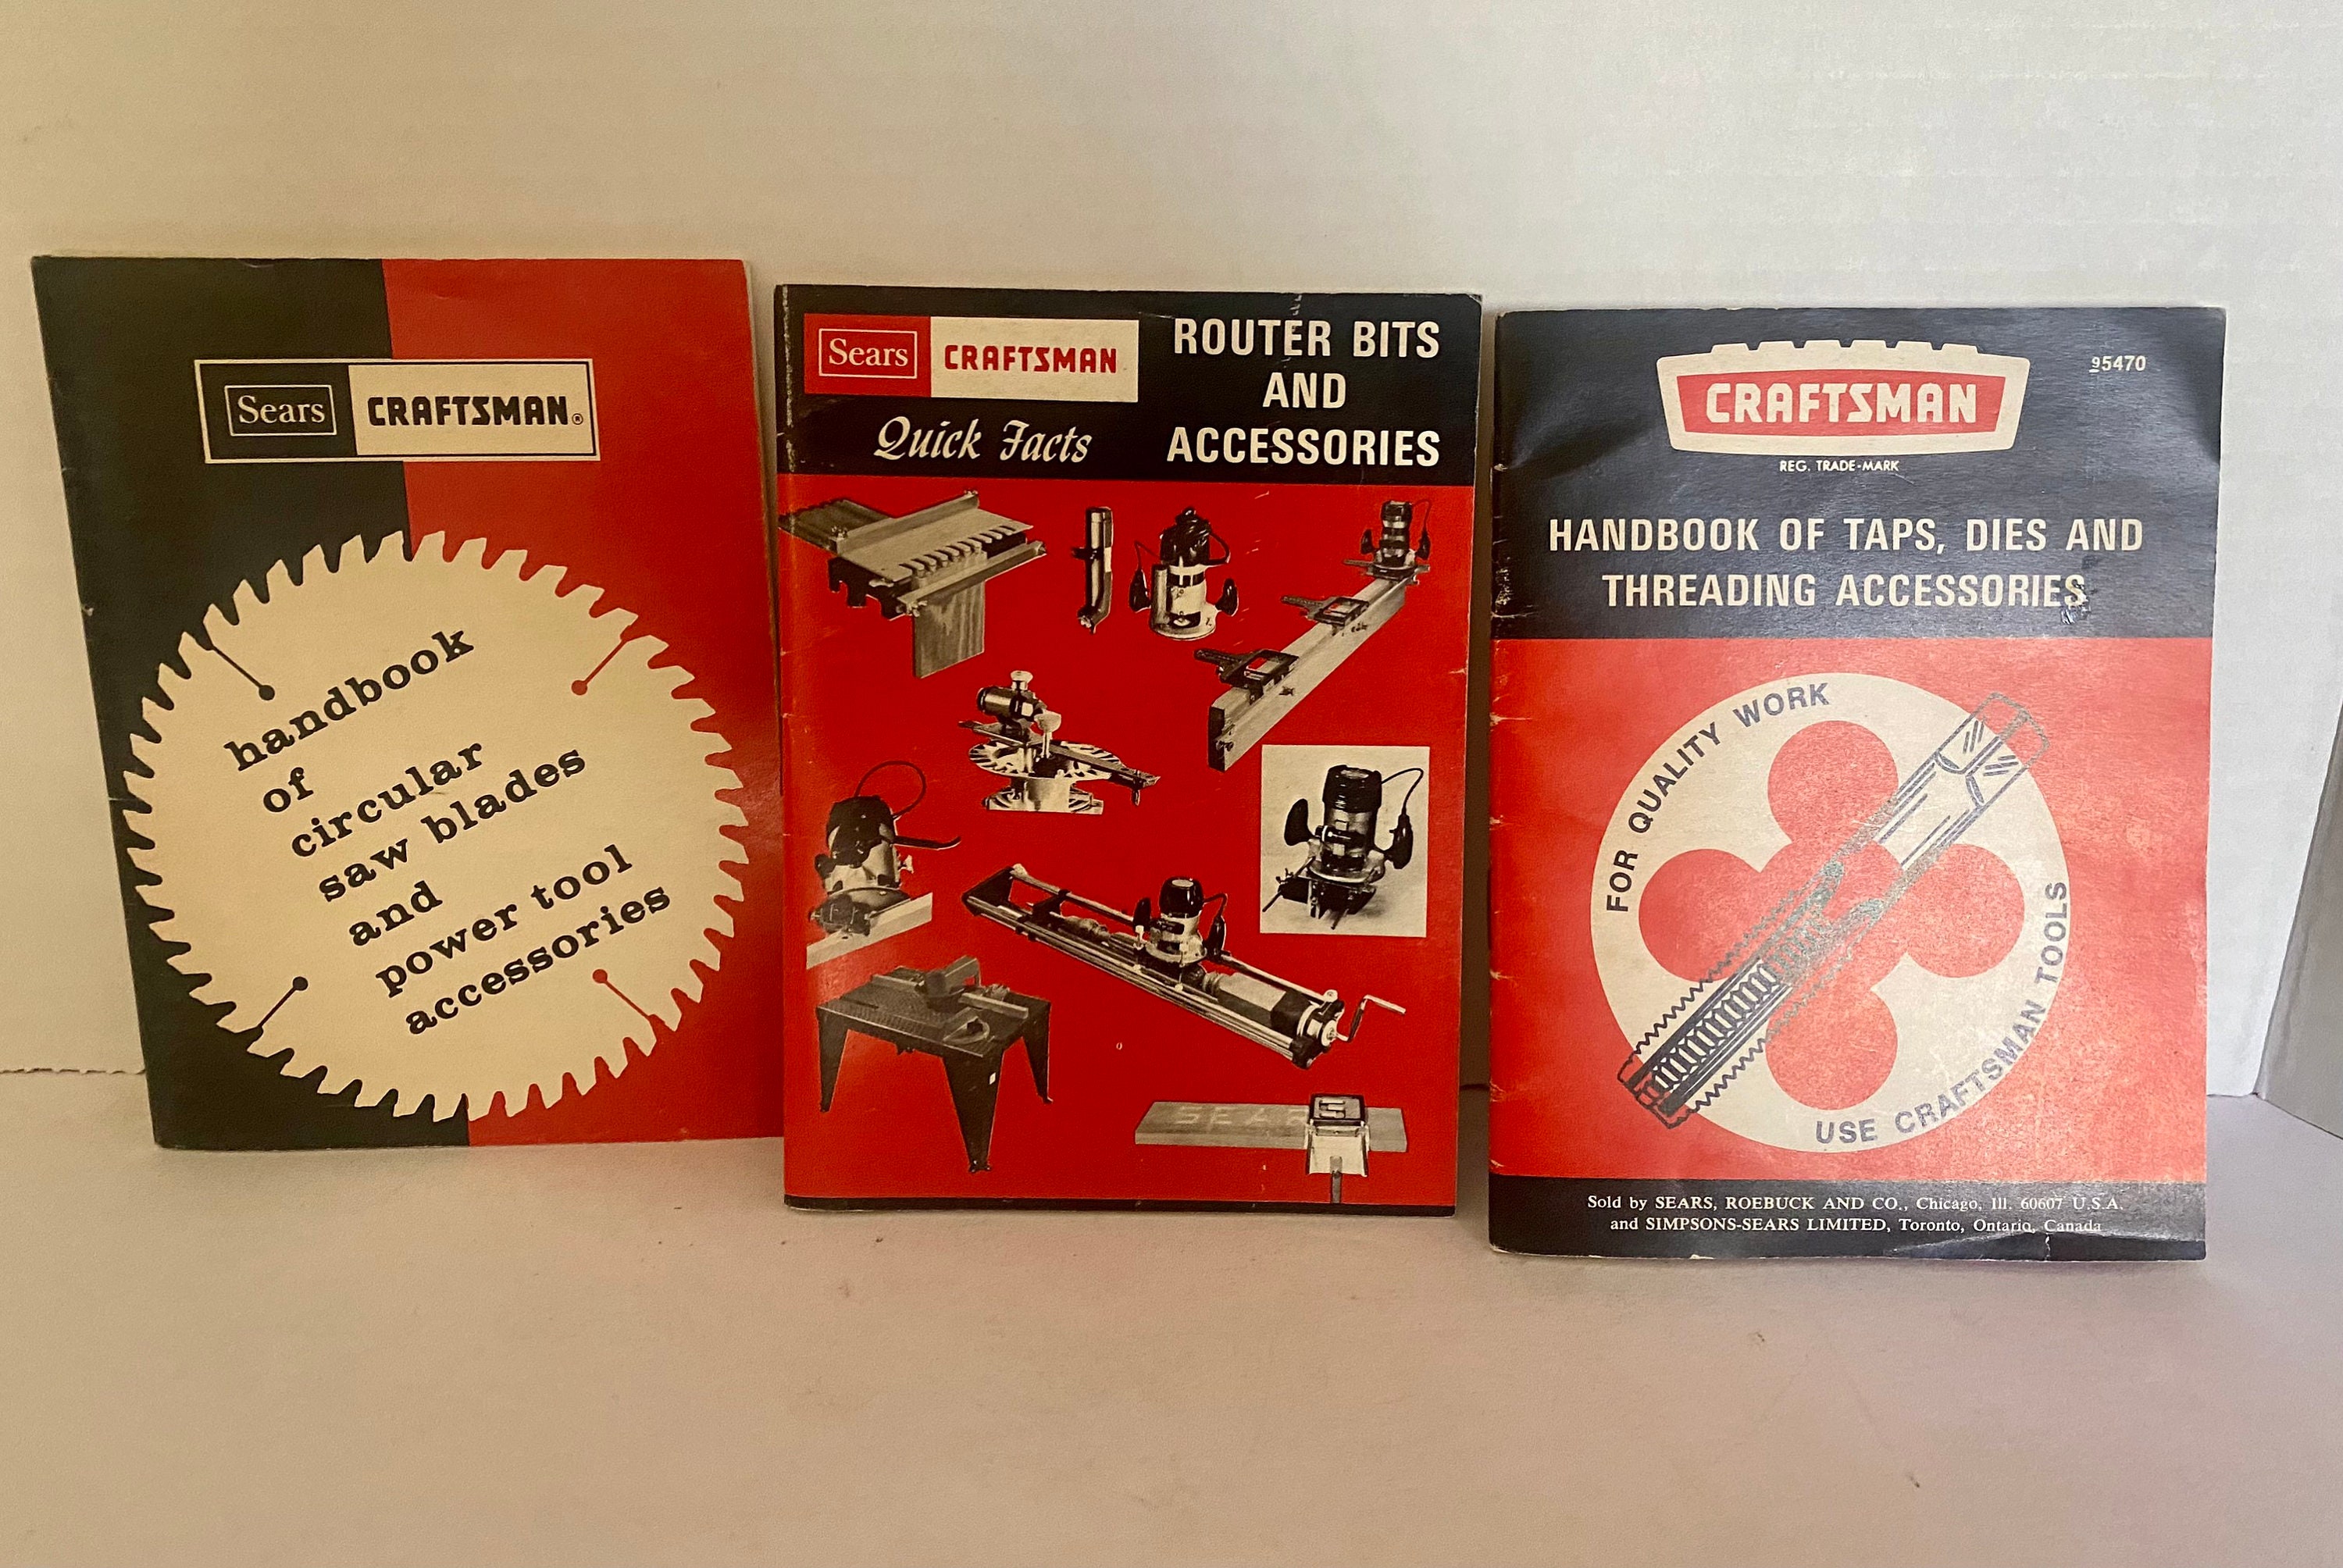 Sears CRAFTSMAN®
handbook
of
circular
saw blades
and
power tool
accessories
Sears CRAFTSMAN
Quick Facts
ROUTER BITS
AND
ACCESSORIES
SEAR
CRAFTSMAN
95470
REG. TRADE-MARK
HANDBOOK OF TAPS, DIES AND
THREADING ACCESSORIES
FOR QUALITY WORK
USE CRAFTSMAN TOOLS
Sold by SEARS, ROEBUCK AND CO., Chicago, Ill. 60607 U.S.A.
and SIMPSONS-SEARS LIMITED, Toronto, Ontario, Canada